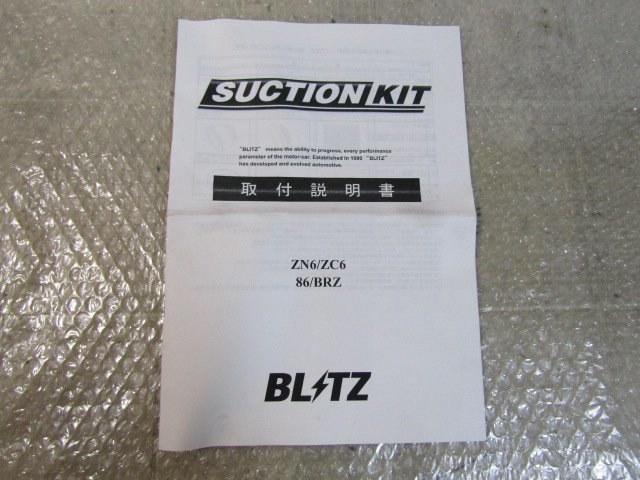 SUCTION KIT
"BLITZ" means the ability to progress, every performance
parameter of the motor-car. Established in 1980 "BLITZ"
has developed and evolved automotive.
取付説明書
ZN6/ZC6
86/BRZ
BLITZ